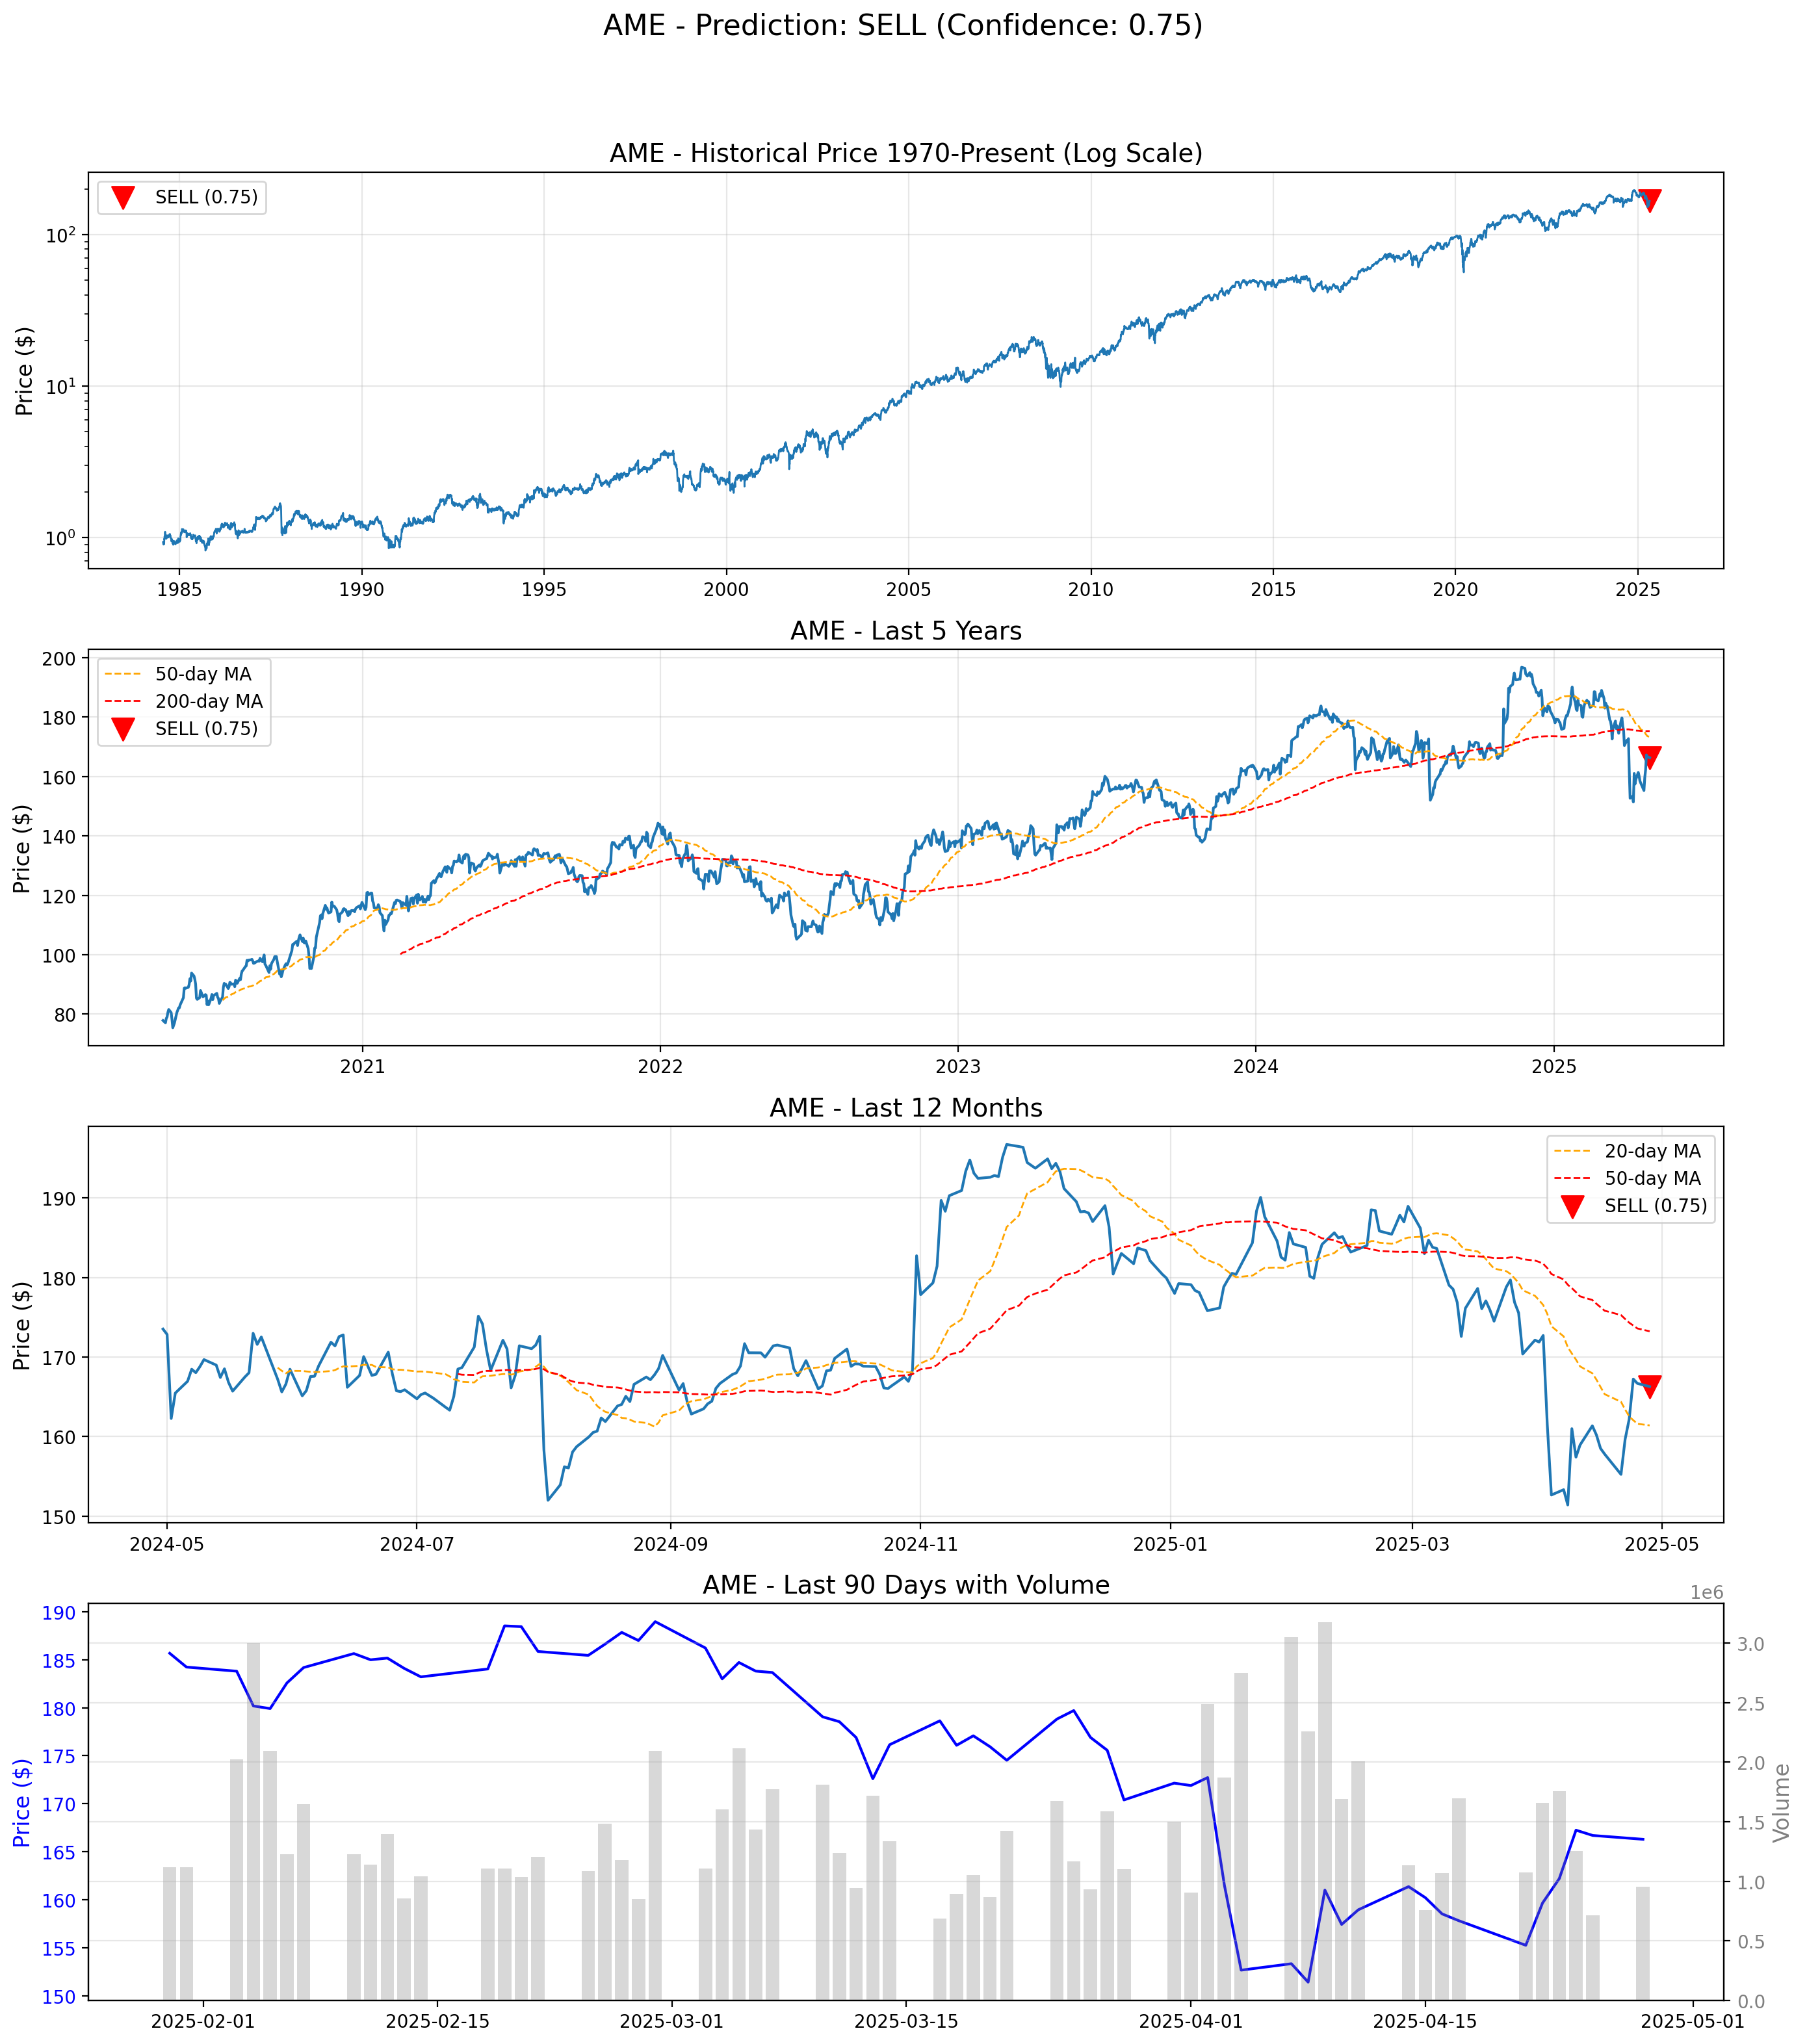 AME - Prediction: SELL (Confidence: 0.75)
AME - Historical Price 1970-Present (Log Scale)
SELL (0.75)
Price ($)
10²
10¹
10⁰
1985 1990 1995 2000 2005 2010 2015 2020 2025
AME - Last 5 Years
50-day MA
200-day MA
SELL (0.75)
Price ($)
200
180
160
140
120
100
80
2021 2022 2023 2024 2025
AME - Last 12 Months
20-day MA
50-day MA
SELL (0.75)
Price ($)
190
180
170
160
150
2024-05 2024-07 2024-09 2024-11 2025-01 2025-03 2025-05
AME - Last 90 Days with Volume
1e6
Price ($)
190
185
180
175
170
165
160
155
150
3.0
2.5
2.0
1.5
1.0
0.5
0.0
Volume
2025-02-01 2025-02-15 2025-03-01 2025-03-15 2025-04-01 2025-04-15 2025-05-01